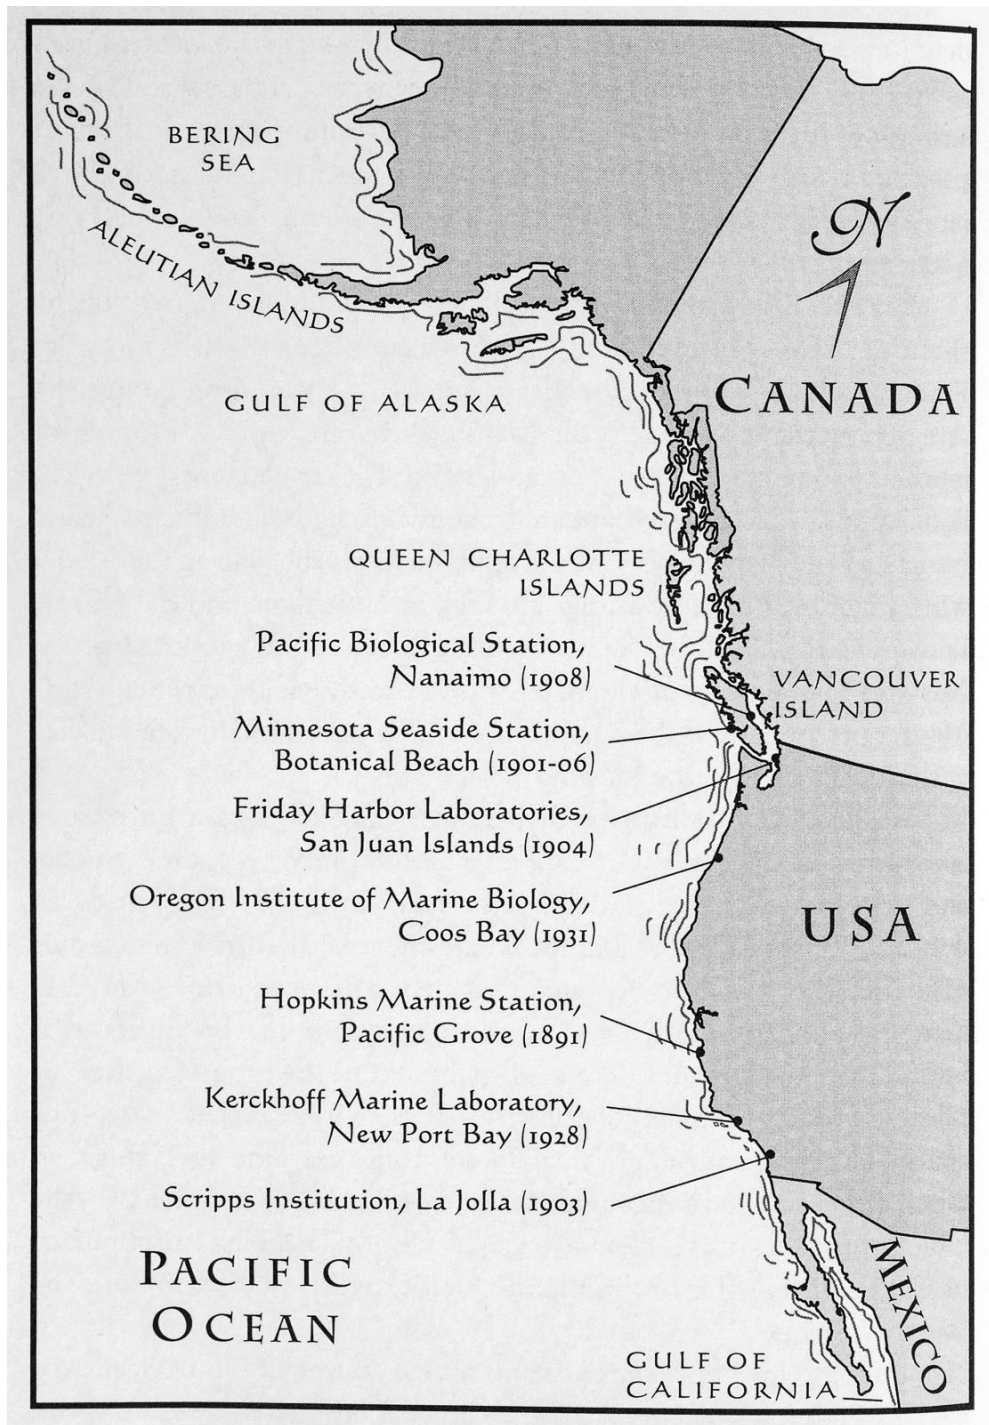 BERING
SEA
ALEUTIAN ISLANDS
N
CANADA
GULF OF ALASKA
QUEEN CHARLOTTE
ISLANDS
Pacific Biological Station,
Nanaimo (1908)
VANCOUVER
ISLAND
Minnesota Seaside Station,
Botanical Beach (1901-06)
Friday Harbor Laboratories,
San Juan Islands (1904)
Oregon Institute of Marine Biology,
Coos Bay (1931)
USA
Hopkins Marine Station,
Pacific Grove (1891)
Kerckhoff Marine Laboratory,
New Port Bay (1928)
Scripps Institution, La Jolla (1903)
PACIFIC
OCEAN
MEXICO
GULF OF
CALIFORNIA